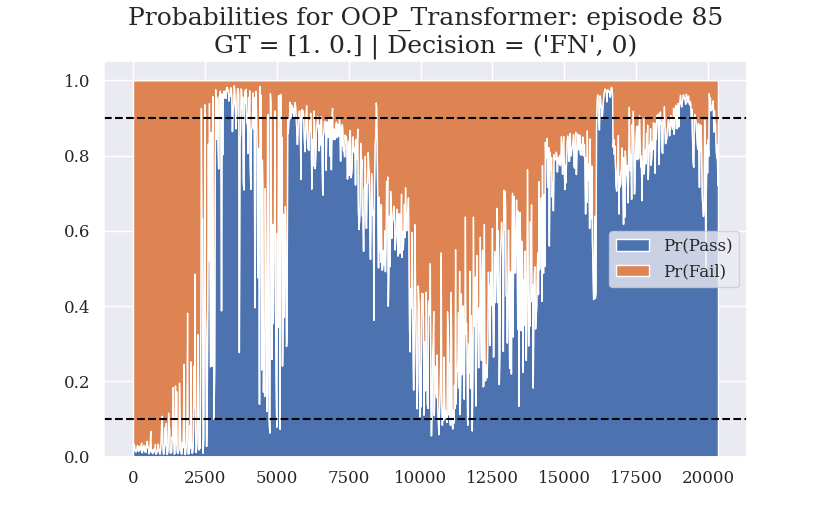 Probabilities for OOP_Transformer: episode 85
GT = [1. 0.] | Decision = ('FN', 0)
1.0
0.8
0.6
0.4
0.2
0.0
Pr(Pass)
Pr(Fail)
0 2500 5000 7500 10000 12500 15000 17500 20000